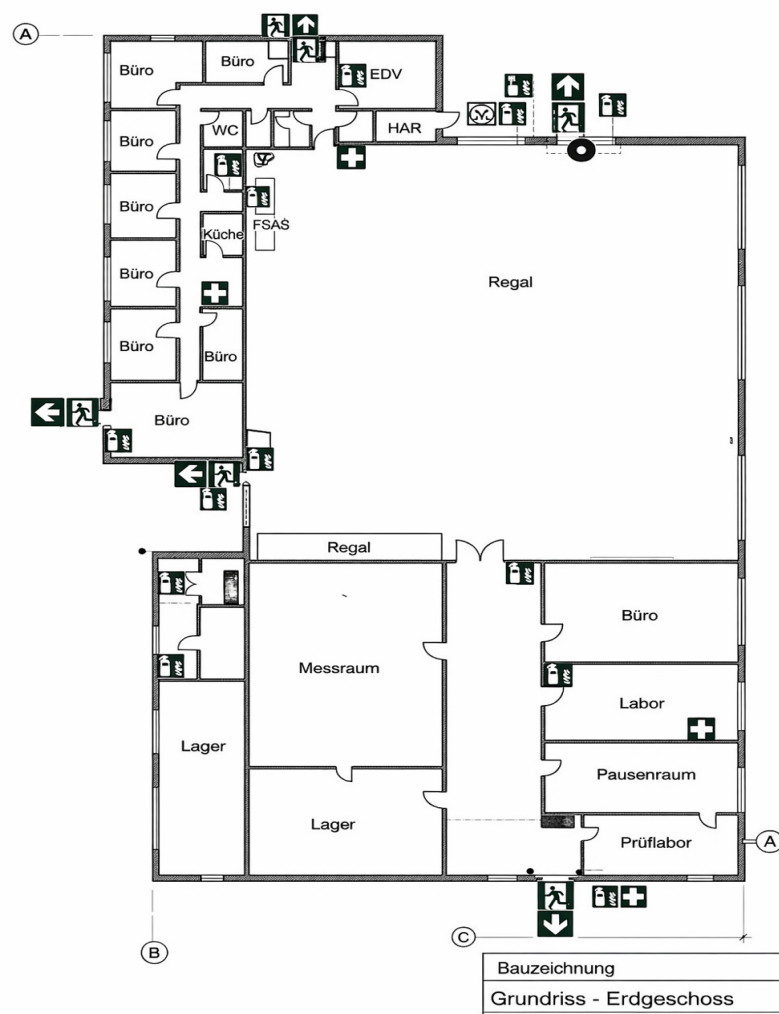 A
Büro
Büro
EDV
Büro
WC
HAR
Büro
FSAS
Küche
Regal
Büro
Büro
Büro
Büro
Regal
Büro
Messraum
Labor
Lager
Pausenraum
Lager
Prüflabor
A
B
C
Bauzeichnung
Grundriss - Erdgeschoss